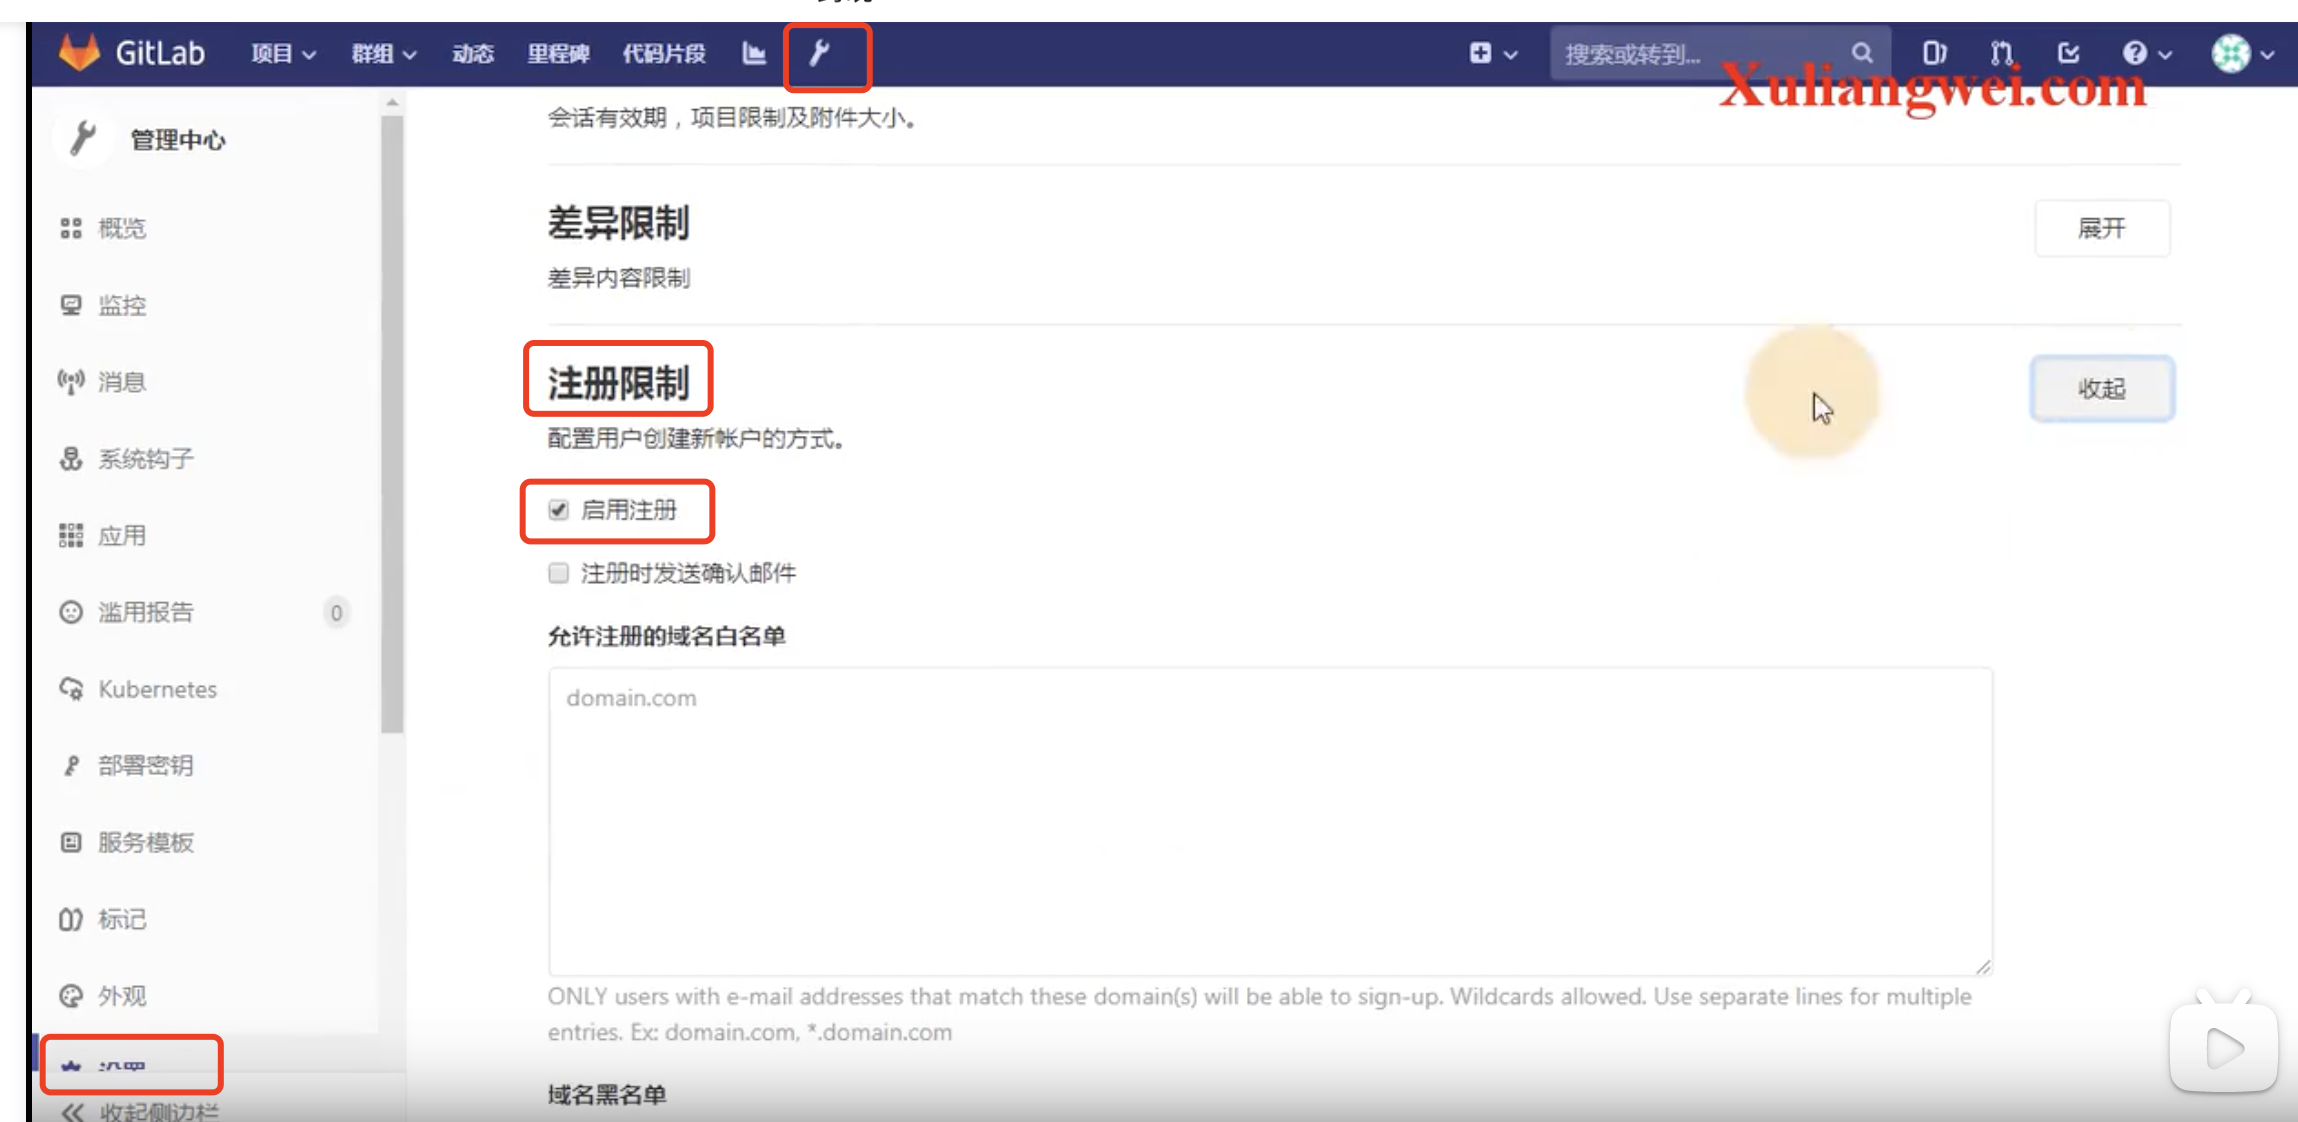 GitLab 项目 群组 动态 里程碑 代码片段 搜索或转到...
Xuliangwei.com
管理中心
概览
监控
消息
系统钩子
应用
滥用报告 0
Kubernetes
部署密钥
服务模板
标记
外观
设置
收起侧边栏
会话有效期，项目限制及附件大小。
差异限制
展开
差异内容限制
注册限制
收起
配置用户创建新帐户的方式。
启用注册
注册时发送确认邮件
允许注册的域名白名单
domain.com
ONLY users with e-mail addresses that match these domain(s) will be able to sign-up. Wildcards allowed. Use separate lines for multiple
entries. Ex: domain.com, *.domain.com
域名黑名单